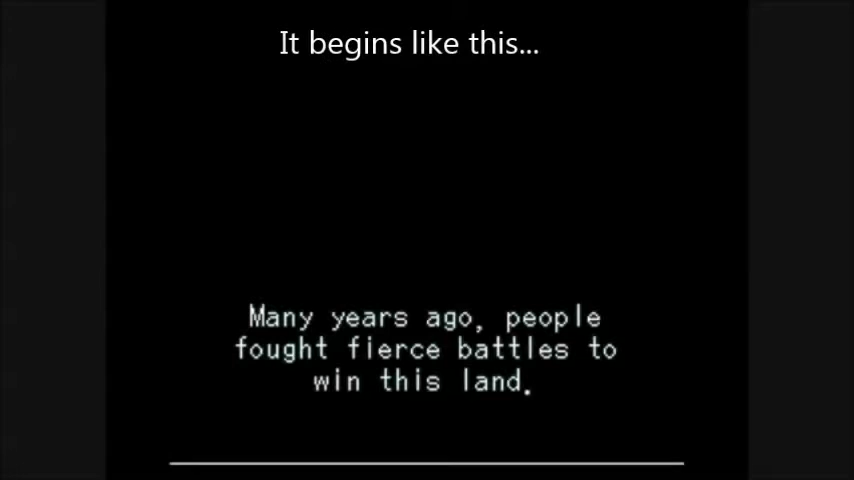 It begins like this...
Many years ago, people
fought fierce battles to
win this land.